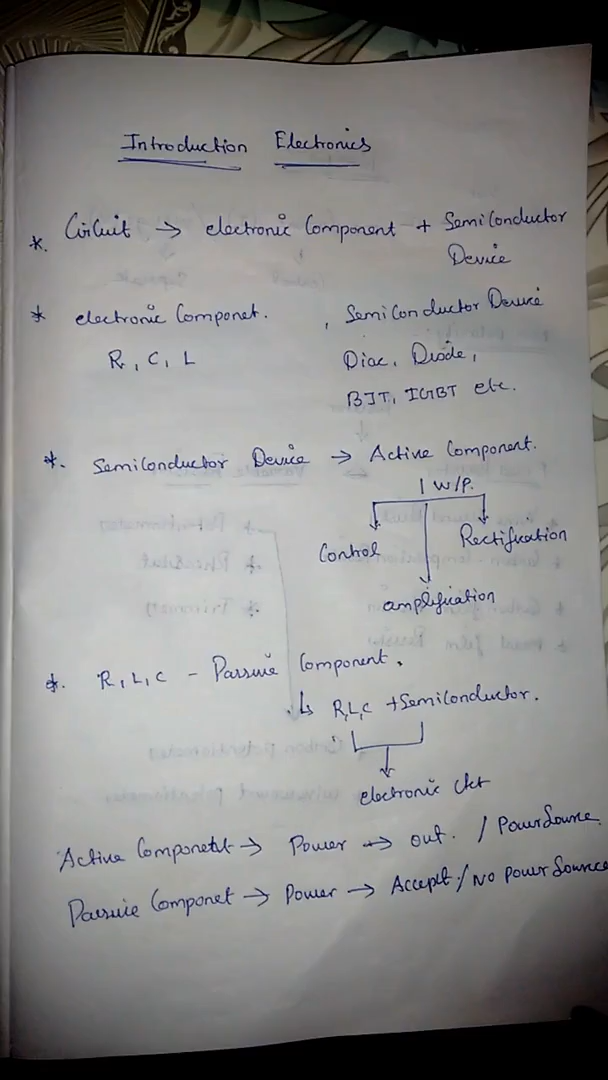 Introduction Electronics
* Circuit → electronic Component + Semiconductor
Device
* electronic Componet. , Semiconductor Device
R, C, L
Diac, Diode,
BJT, IGBT etc.
* Semiconductor Device → Active Component.
I W/P.
Control
Rectification
amplification
* R, L, C - Passive Component.
↳ R,L,C + Semiconductor.
electronic Ckt
Active → Power → out. / Power Source.
Passive Componet → Power → Accept / No power Source